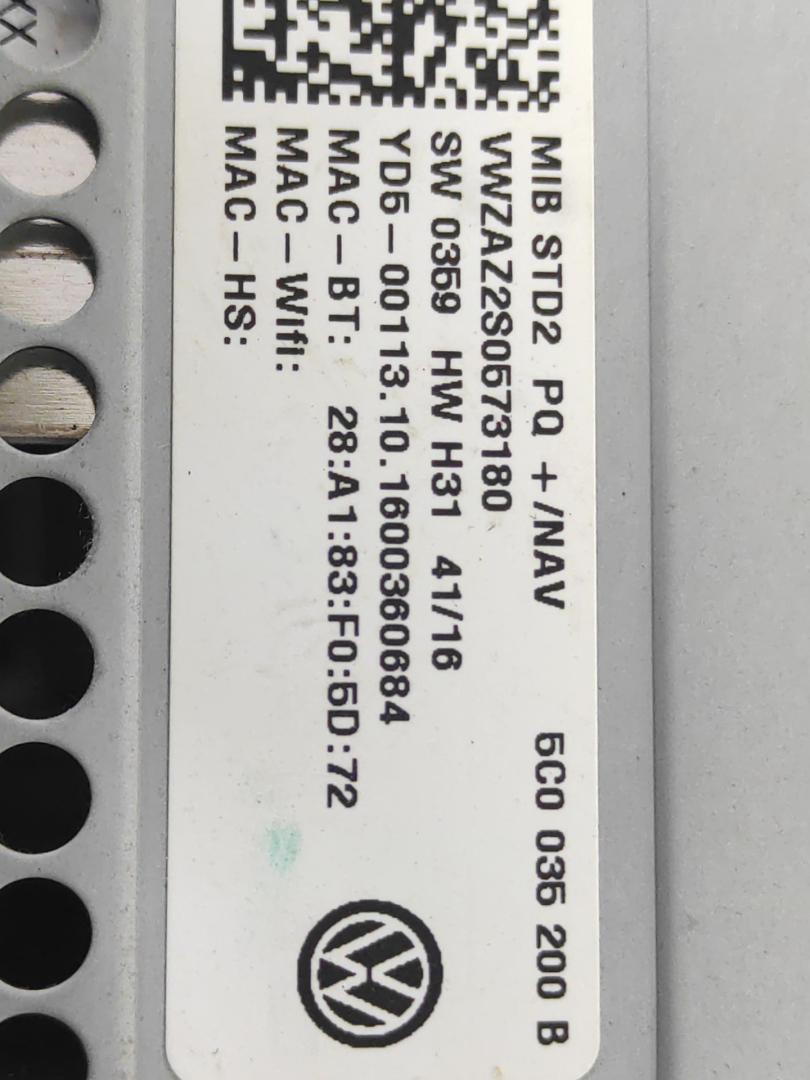 MIB STD2 PQ +/NAV 5C0 035 200 B
VWZAZ2S0573180
SW 0359 HW H31 41/16
YD5-00113.10.1600360684
MAC-BT: 28:A1:83:F0:5D:72
MAC-Wifi:
MAC-HS: